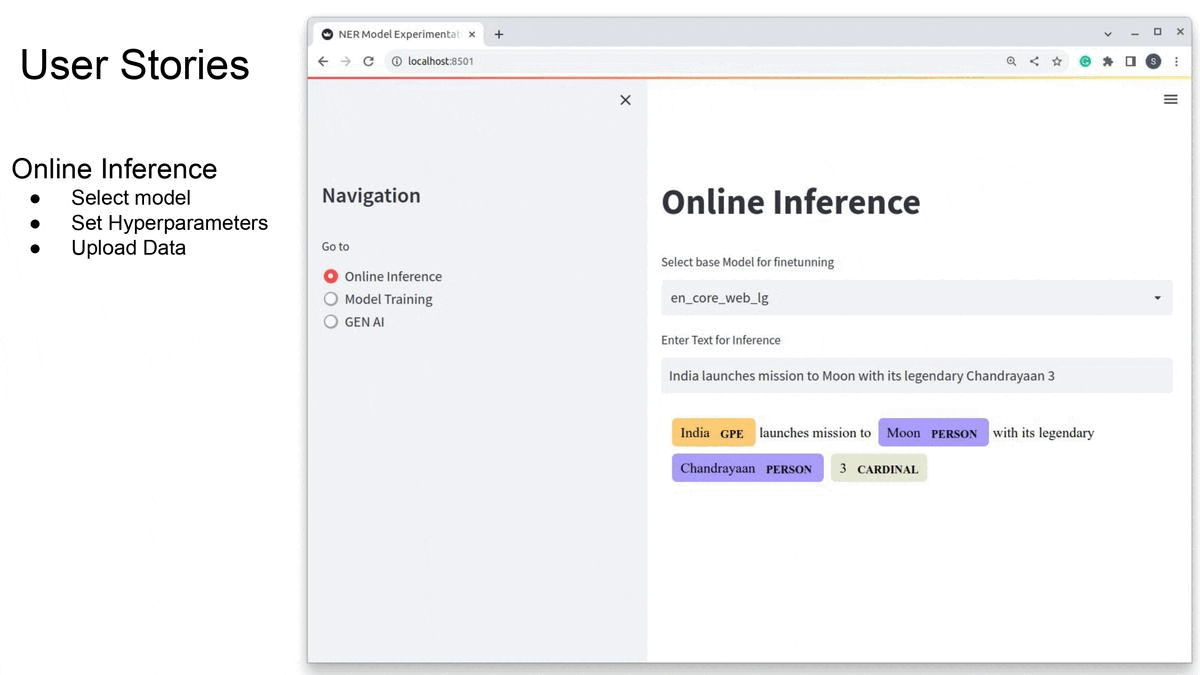 User Stories
Online Inference
● Select model
● Set Hyperparameters
● Upload Data
NER Model Experimentat
localhost:8501
S
Navigation
Go to
Online Inference
Model Training
GEN AI
Online Inference
Select base Model for finetunning
en_core_web_lg
Enter Text for Inference
India launches mission to Moon with its legendary Chandrayaan 3
India GPE launches mission to Moon PERSON with its legendary
Chandrayaan PERSON 3 CARDINAL